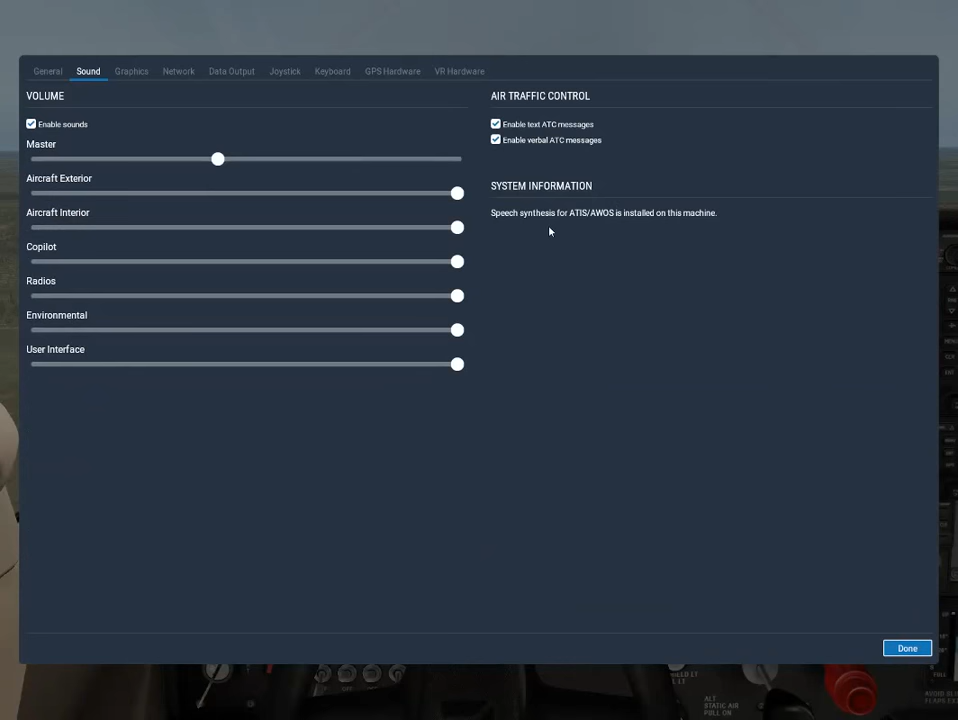 General Sound Graphics Network Data Output Joystick Keyboard GPS Hardware VR Hardware
VOLUME
Enable sounds
Master
Aircraft Exterior
Aircraft Interior
Copilot
Radios
Environmental
User Interface
AIR TRAFFIC CONTROL
Enable text ATC messages
Enable verbal ATC messages
SYSTEM INFORMATION
Speech synthesis for ATIS/AWOS is installed on this machine.
Done
ALT
STATIC AIR
PULL ON